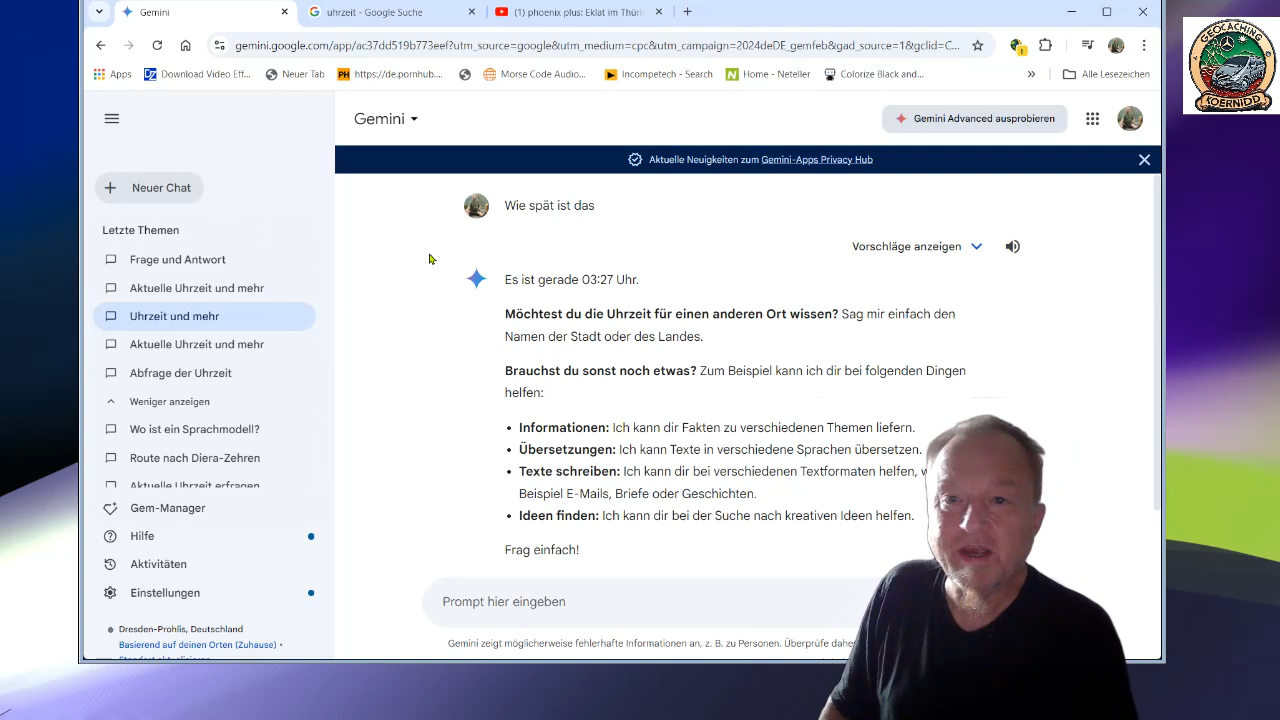 Gemini
uhrzeit - Google Suche
(1) phoenix plus: Eklat im Thüri
gemini.google.com/app/ac37dd519b773eef?utm_source=google&utm_medium=cpc&utm_campaign=2024deDE_gemfeb&gad_source=1&gclid=C...
Apps
Download Video Eff...
Neuer Tab
https://de.pornhub....
Morse Code Audio...
Incompetech - Search
Home - Neteller
Colorize Black and...
»
Alle Lesezeichen
GEOCACHING
KOERNIDD
Gemini
Gemini Advanced ausprobieren
Aktuelle Neuigkeiten zum Gemini-Apps Privacy Hub
Neuer Chat
Letzte Themen
Frage und Antwort
Aktuelle Uhrzeit und mehr
Uhrzeit und mehr
Aktuelle Uhrzeit und mehr
Abfrage der Uhrzeit
Weniger anzeigen
Wo ist ein Sprachmodell?
Route nach Diera-Zehren
Aktuelle Uhrzeit erfragen
Gem-Manager
Hilfe
Aktivitäten
Einstellungen
Dresden-Prohlis, Deutschland
Basierend auf deinen Orten (Zuhause) •
Standort aktualisieren
Wie spät ist das
Vorschläge anzeigen
Es ist gerade 03:27 Uhr.
Möchtest du die Uhrzeit für einen anderen Ort wissen? Sag mir einfach den
Namen der Stadt oder des Landes.
Brauchst du sonst noch etwas? Zum Beispiel kann ich dir bei folgenden Dingen
helfen:
• Informationen: Ich kann dir Fakten zu verschiedenen Themen liefern.
• Übersetzungen: Ich kann Texte in verschiedene Sprachen übersetzen.
• Texte schreiben: Ich kann dir bei verschiedenen Textformaten helfen,
Beispiel E-Mails, Briefe oder Geschichten.
• Ideen finden: Ich kann dir bei der Suche nach kreativen Ideen helfen.
Frag einfach!
Prompt hier eingeben
Gemini zeigt möglicherweise fehlerhafte Informationen an, z. B. zu Personen. Überprüfe daher